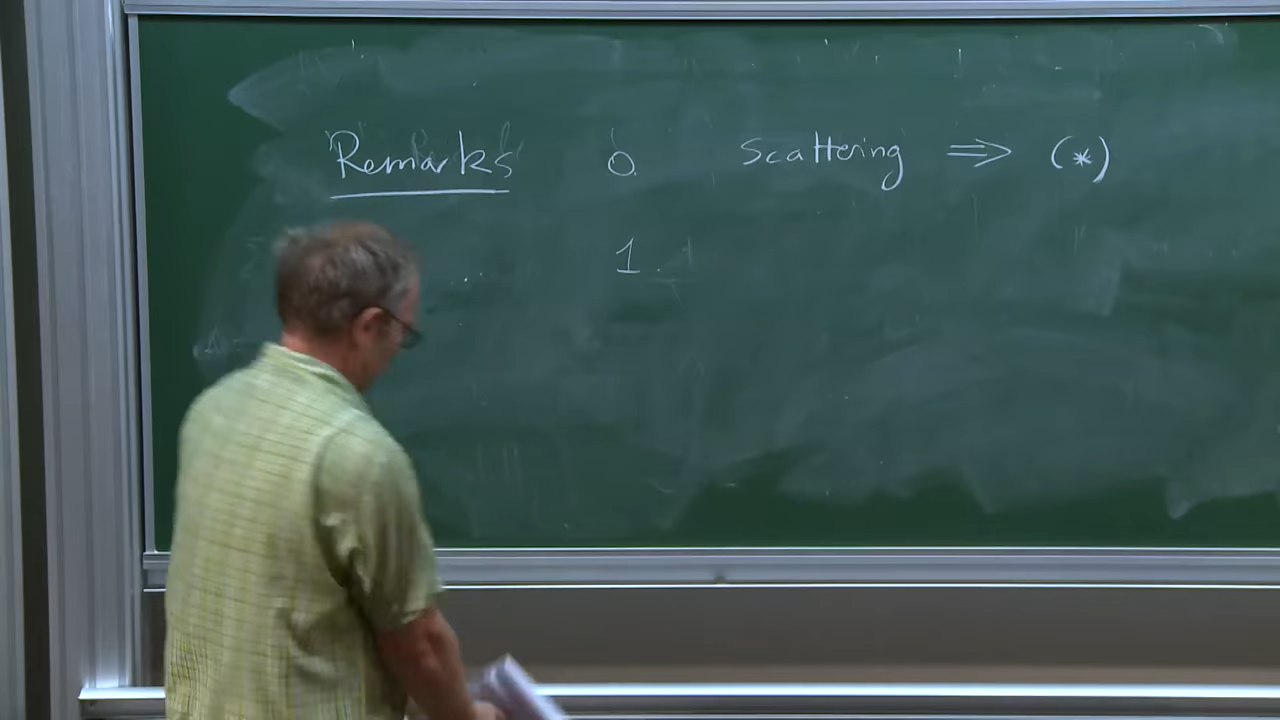 Remarks 0. Scattering ⇒ (*)
1